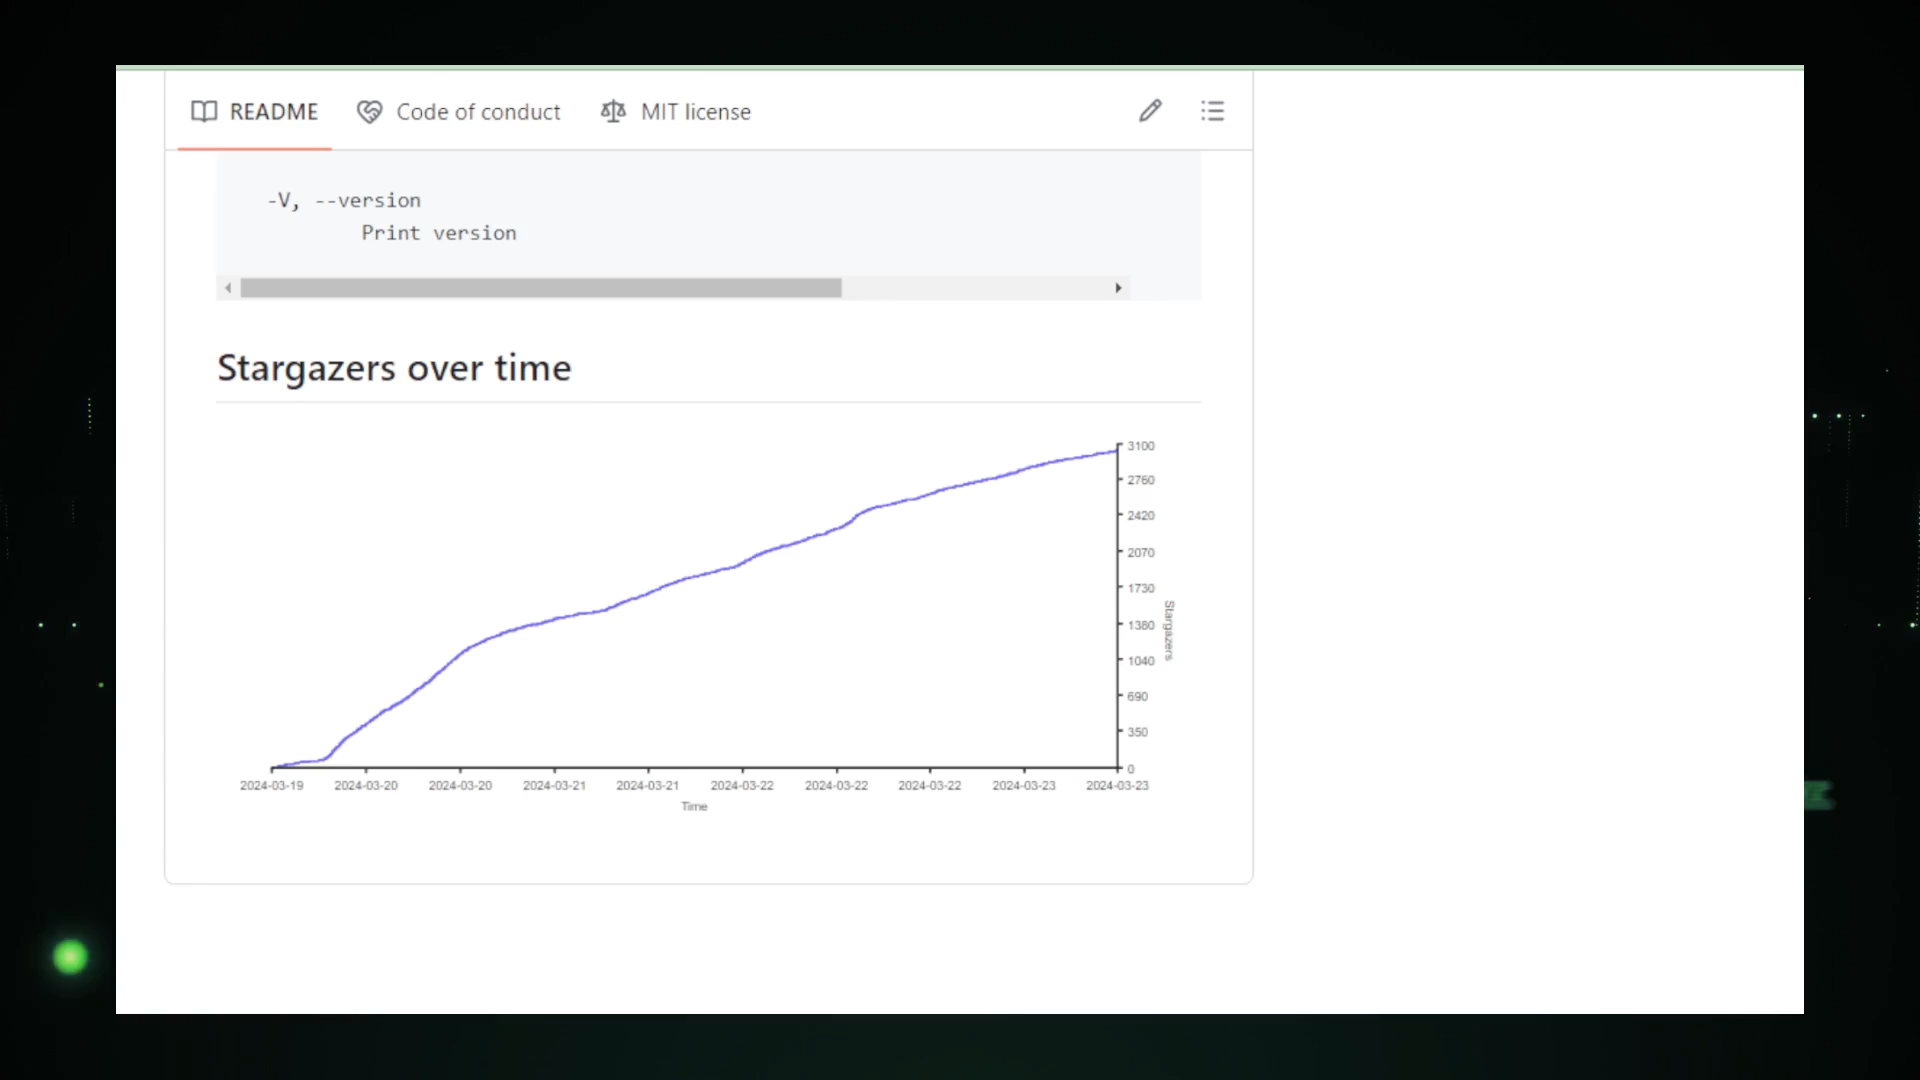 README Code of conduct MIT license
-V, --version
Print version
Stargazers over time
3100
2760
2420
2070
1730
1380
1040
690
350
0
Stargazers
2024-03-19 2024-03-20 2024-03-20 2024-03-21 2024-03-21 2024-03-22 2024-03-22 2024-03-22 2024-03-23 2024-03-23
Time